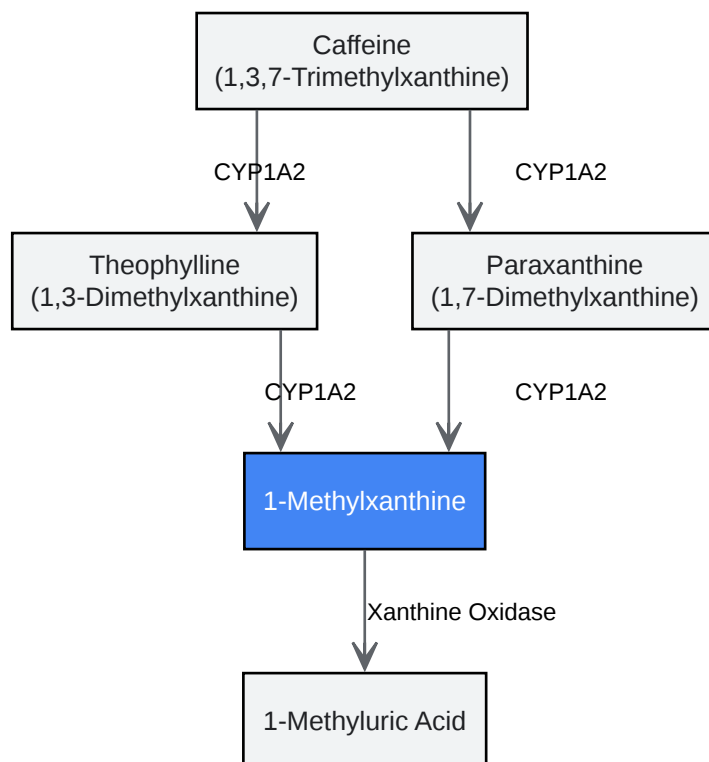 Caffeine
(1,3,7-Trimethylxanthine)
CYP1A2
CYP1A2
Theophylline
(1,3-Dimethylxanthine)
Paraxanthine
(1,7-Dimethylxanthine)
CYP1A2
CYP1A2
1-Methylxanthine
Xanthine Oxidase
1-Methyluric Acid